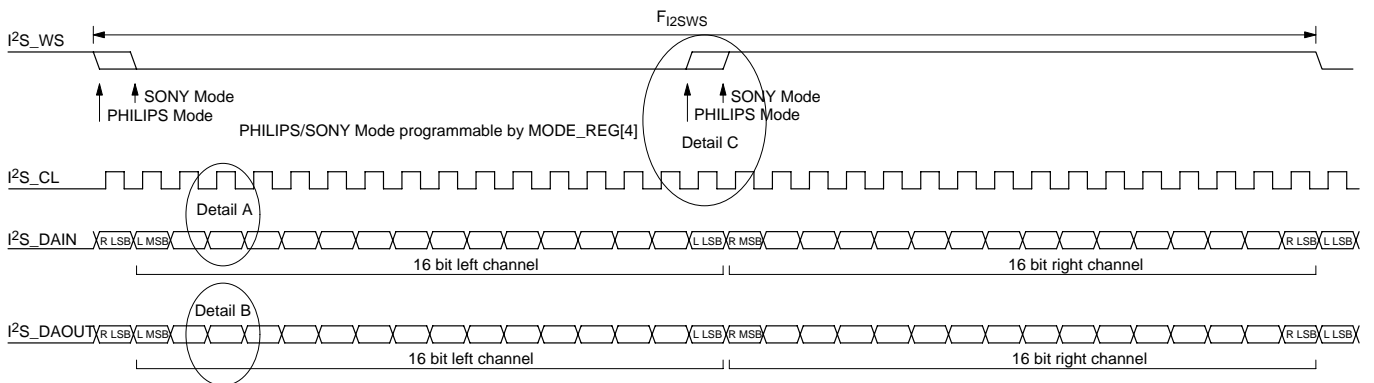 F I2SWS
I²S_WS
SONY Mode
PHILIPS Mode
SONY Mode
PHILIPS Mode
PHILIPS/SONY Mode programmable by MODE_REG[4]
Detail C
I²S_CL
Detail A
I²S_DAIN R LSB L MSB L LSB R MSB R LSB L LSB
16 bit left channel 16 bit right channel
Detail B
I²S_DAOUT R LSB L MSB L LSB R MSB R LSB L LSB
16 bit left channel 16 bit right channel